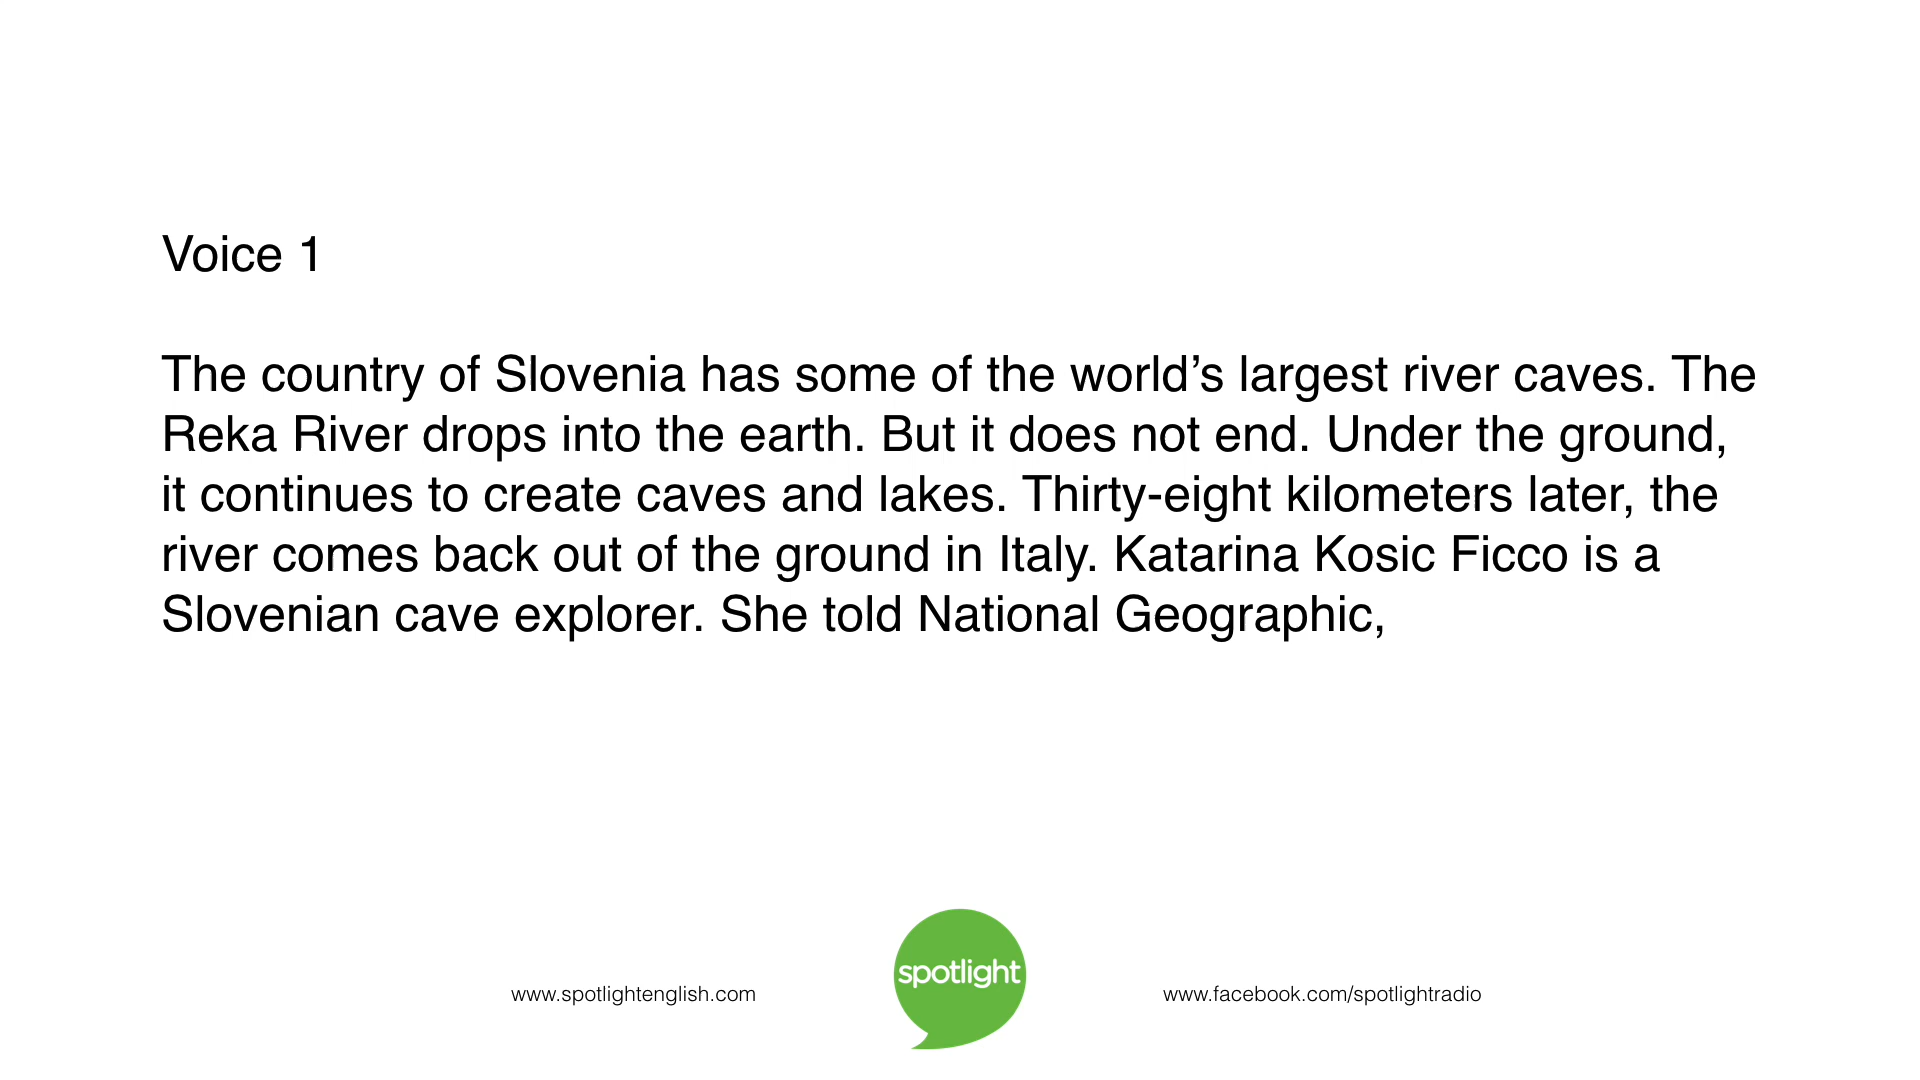 Voice 1
The country of Slovenia has some of the world’s largest river caves. The
Reka River drops into the earth. But it does not end. Under the ground,
it continues to create caves and lakes. Thirty-eight kilometers later, the
river comes back out of the ground in Italy. Katarina Kosic Ficco is a
Slovenian cave explorer. She told National Geographic,
spotlight
www.spotlightenglish.com
www.facebook.com/spotlightradio